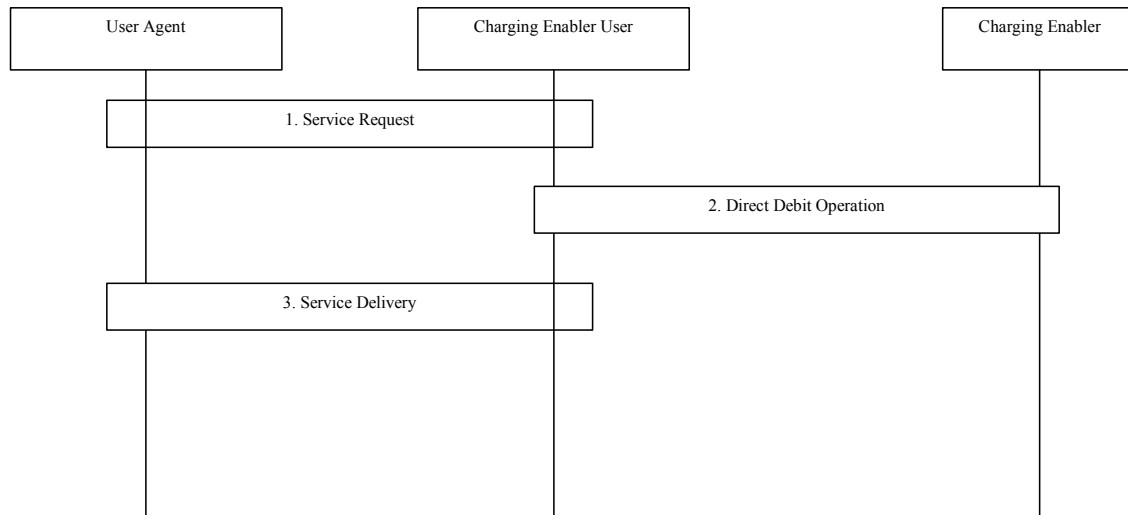 User Agent
Charging Enabler User
Charging Enabler
1. Service Request
2. Direct Debit Operation
3. Service Delivery